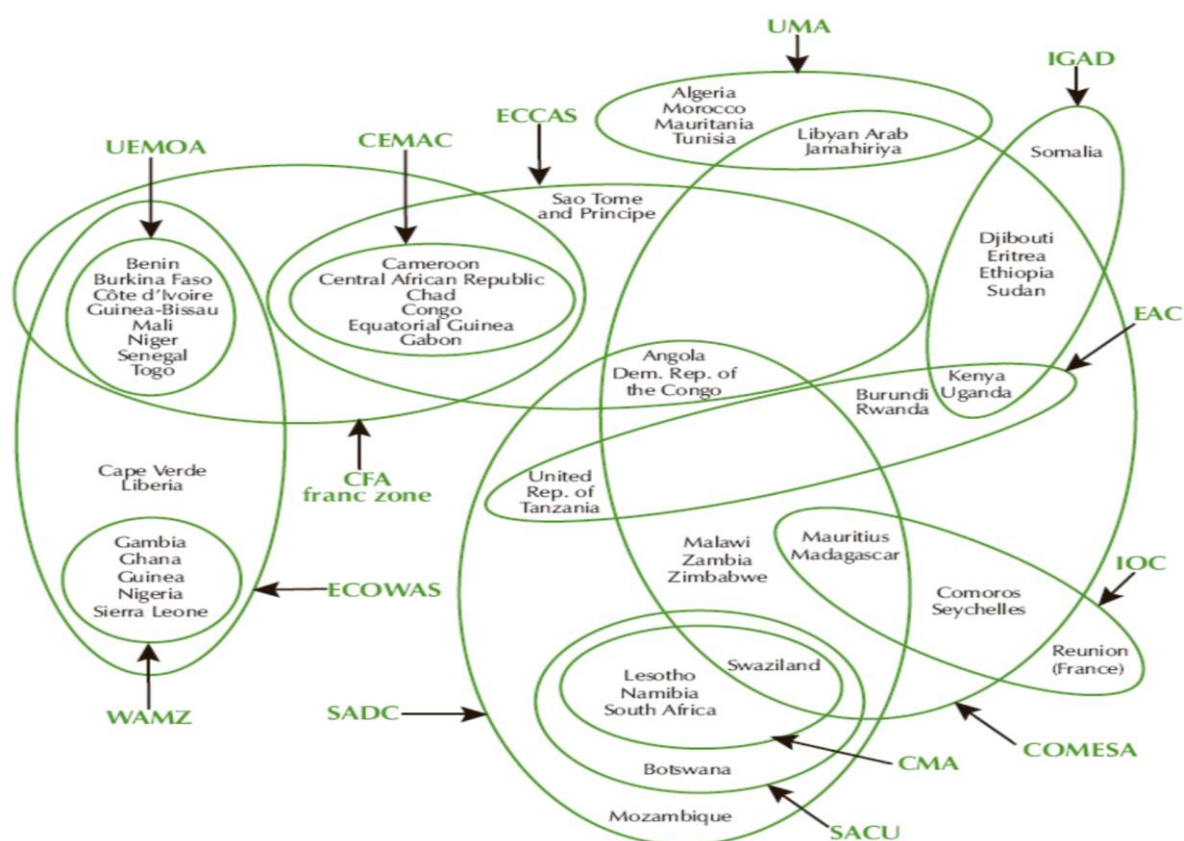 UMA
IGAD
Algeria
Morocco
Mauritania
Tunisia
Libyan Arab
Jamahiriya
Somalia
ECCAS
CEMAC
UEMOA
Sao Tome
and Principe
Djibouti
Eritrea
Ethiopia
Sudan
Benin
Burkina Faso
Côte d'Ivoire
Guinea-Bissau
Mali
Niger
Senegal
Togo
Cameroon
Central African Republic
Chad
Congo
Equatorial Guinea
Gabon
EAC
Angola
Dem. Rep. of
the Congo
Kenya
Uganda
Burundi
Rwanda
CFA
franc zone
Cape Verde
Liberia
United
Rep. of
Tanzania
Gambia
Ghana
Guinea
Nigeria
Sierra Leone
ECOWAS
Malawi
Zambia
Zimbabwe
Mauritius
Madagascar
IOC
Comoros
Seychelles
Reunion
(France)
Swaziland
Lesotho
Namibia
South Africa
WAMZ
SADC
COMESA
CMA
Botswana
Mozambique
SACU